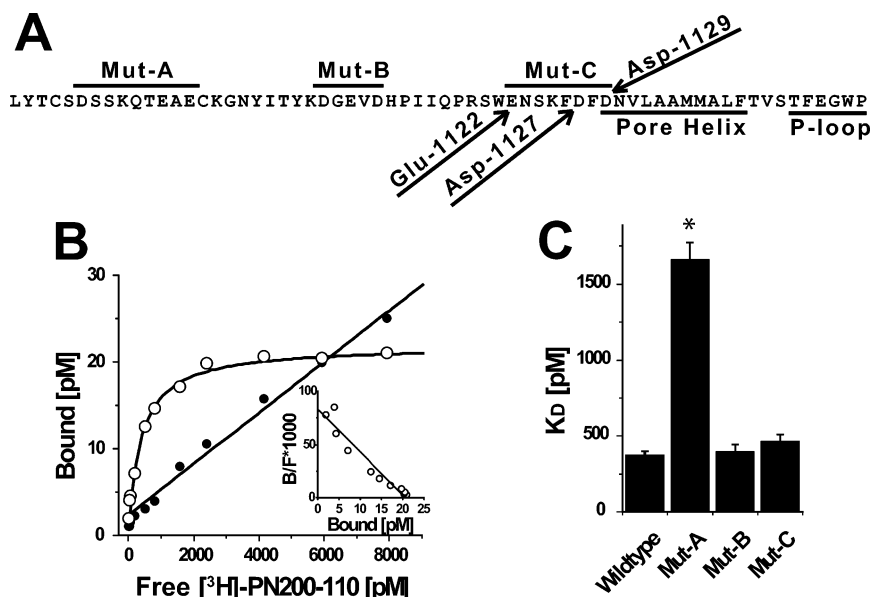 A
Mut-A
Mut-B
Mut-C
Asp-1129
LYTCSDSSKQTEAECKGNYITYKDGEVDHPIIQPRSWENSKFDFDNVLAAMMALFTVSTFEGWP
Glu-1122
Asp-1127
Pore Helix
P-loop
B
Bound [pM]
30
20
10
0
0
2000
4000
6000
8000
Free [³H]-PN200-110 [pM]
B/F*1000
100
50
0
0
5
10
15
20
25
Bound [pM]
C
KD [pM]
1500
1000
500
0
*
Wildtype
Mut-A
Mut-B
Mut-C